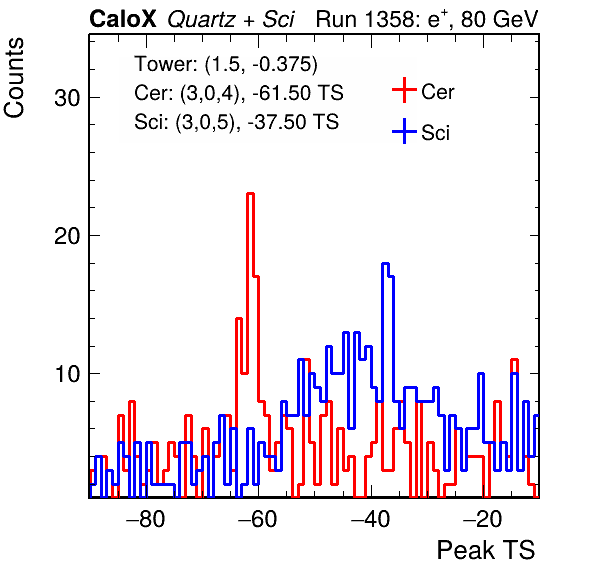 CaloX Quartz + Sci Run 1358: e+, 80 GeV
Counts
Tower: (1.5, -0.375)
Cer: (3,0,4), -61.50 TS
Sci: (3,0,5), -37.50 TS
Cer
Sci
30
20
10
−80 −60 −40 −20
Peak TS